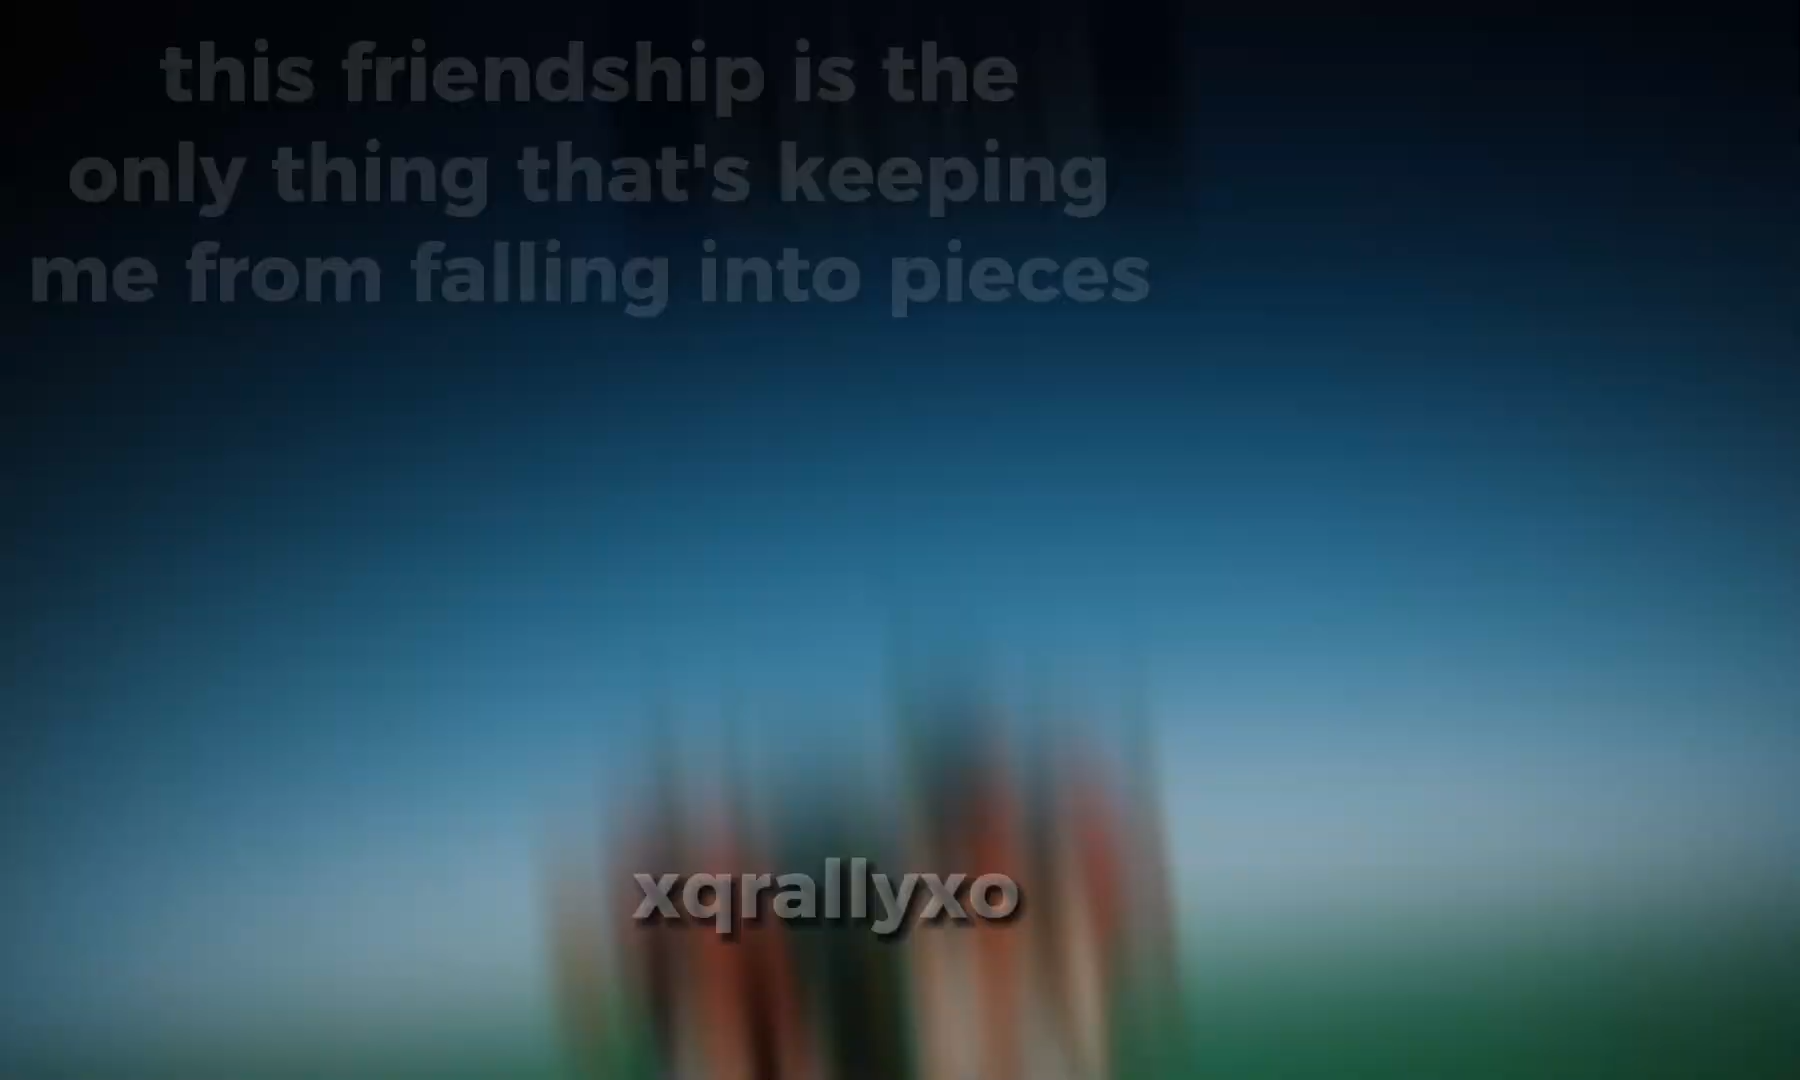 this friendship is the
only thing that's keeping
me from falling into pieces
xqrallyxo